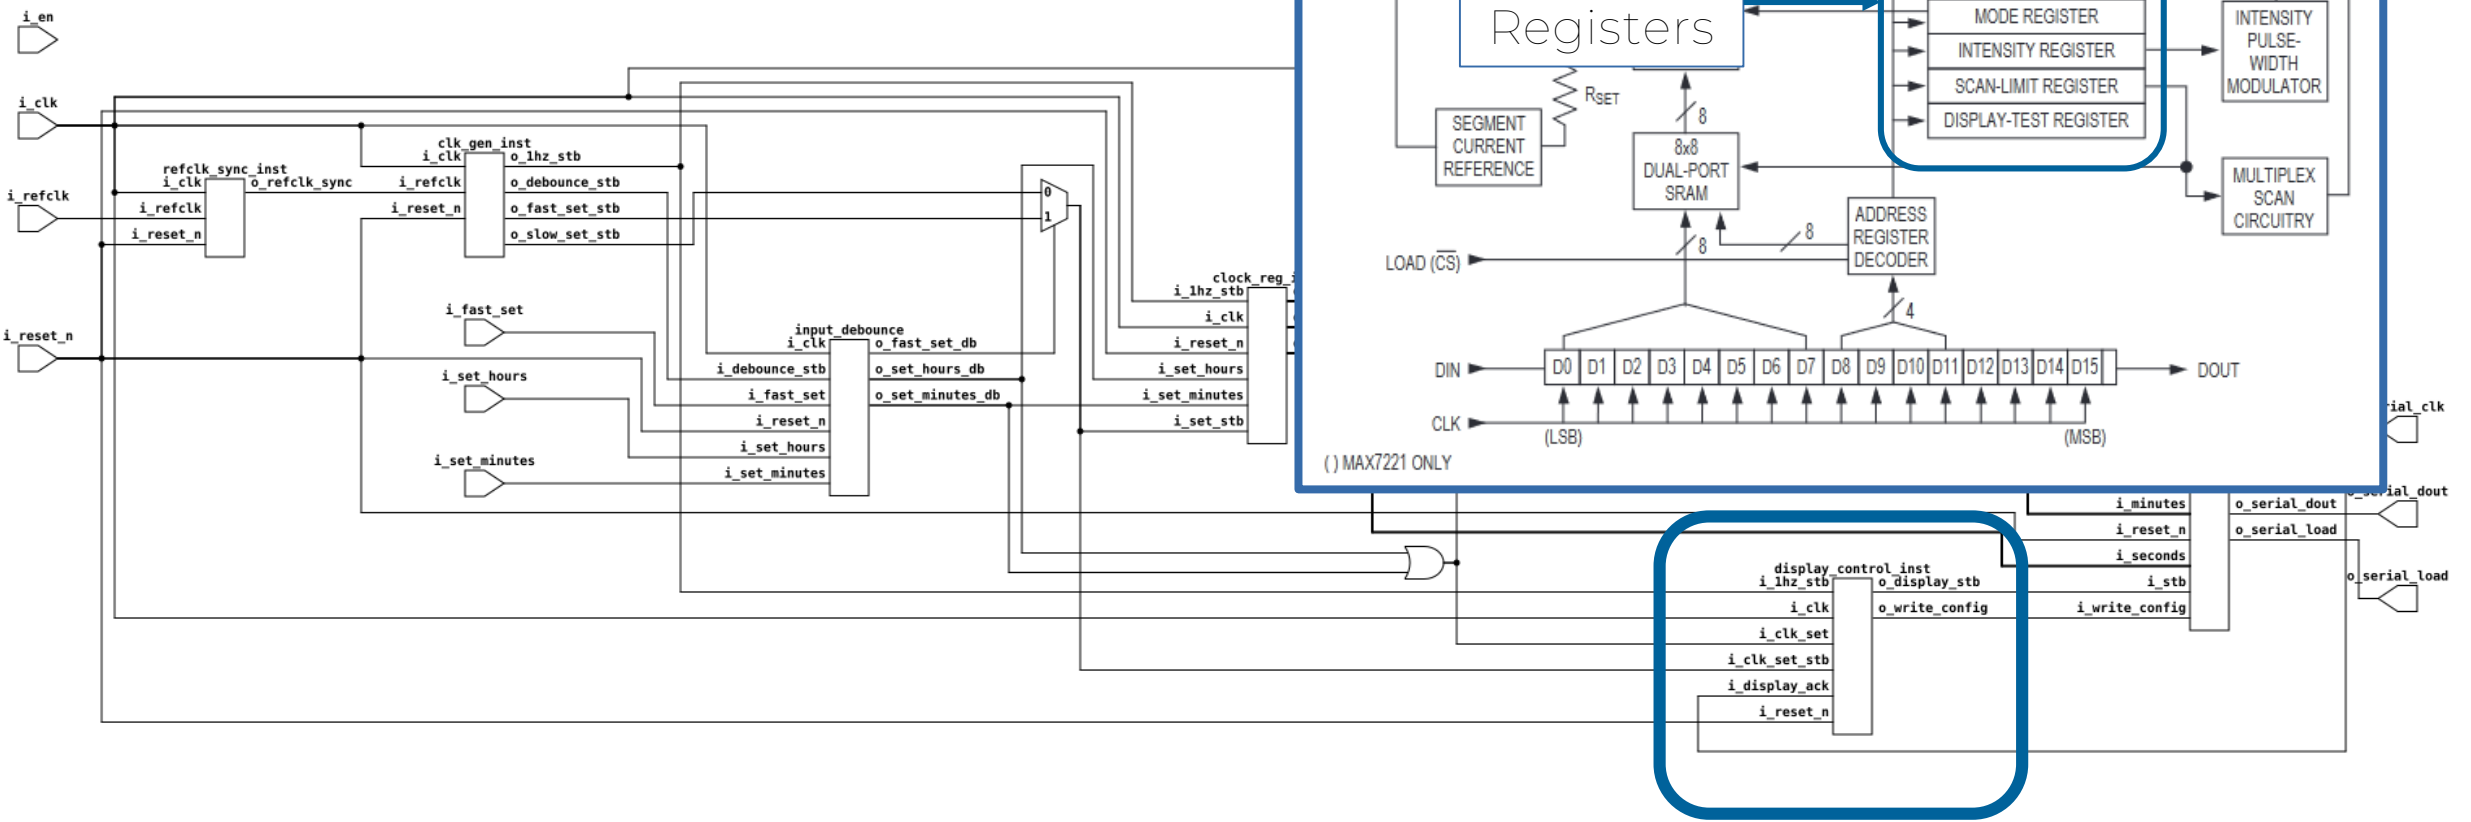 i_en
i_clk
i_refclk
i_reset_n
refclk_sync_inst
i_clk
o_refclk_sync
i_refclk
i_reset_n
clk_gen_inst
i_clk
o_1hz_stb
i_refclk
o_debounce_stb
i_reset_n
o_fast_set_stb
o_slow_set_stb
0
1
i_fast_set
i_set_hours
i_set_minutes
input_debounce
i_clk
o_fast_set_db
i_debounce_stb
o_set_hours_db
i_fast_set
o_set_minutes_db
i_reset_n
i_set_hours
i_set_minutes
clock_reg_i
i_1hz_stb
i_clk
i_reset_n
i_set_hours
i_set_minutes
i_set_stb
Registers
MODE REGISTER
INTENSITY REGISTER
SCAN-LIMIT REGISTER
DISPLAY-TEST REGISTER
INTENSITY
PULSE-
WIDTH
MODULATOR
RSET
SEGMENT
CURRENT
REFERENCE
8
8x8
DUAL-PORT
SRAM
MULTIPLEX
SCAN
CIRCUITRY
ADDRESS
REGISTER
DECODER
8
8
LOAD (CS)
4
DIN
D0 D1 D2 D3 D4 D5 D6 D7 D8 D9 D10 D11 D12 D13 D14 D15
DOUT
CLK
(LSB)
(MSB)
( ) MAX7221 ONLY
rial_clk
o_serial_dout
o_serial_load
i_minutes
o_serial_dout
i_reset_n
o_serial_load
i_seconds
i_stb
i_write_config
display_control_inst
i_1hz_stb
o_display_stb
i_clk
o_write_config
i_clk_set
i_clk_set_stb
i_display_ack
i_reset_n